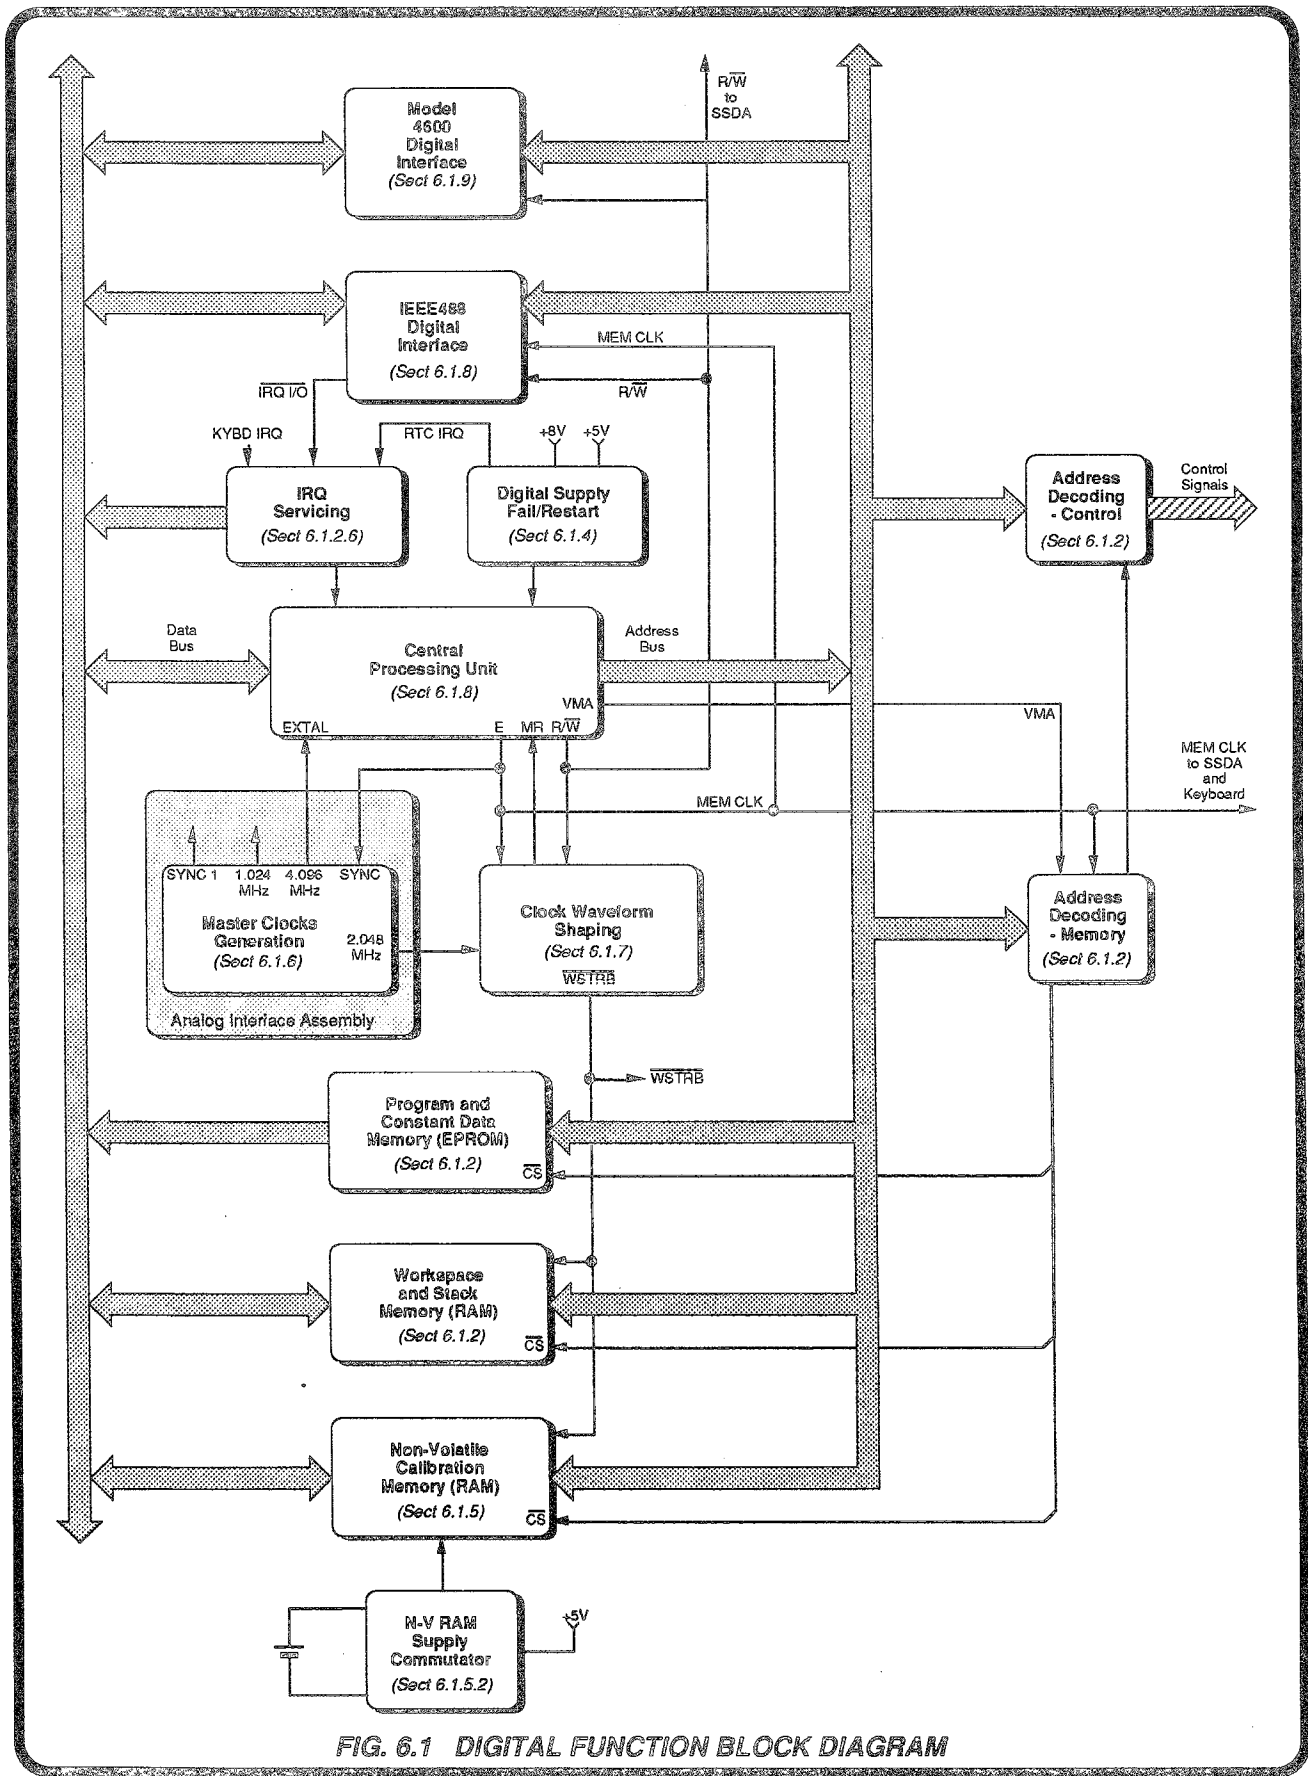 R/W̅
to
SSDA
Model
4600
Digital
Interface
(Sect 6.1.9)
IEEE488
Digital
Interface
(Sect 6.1.8)
MEM CLK
R/W̅
I̅R̅Q̅ ̅I̅/̅O̅
KYBD IRQ
RTC IRQ
+8V
+5V
IRQ
Servicing
(Sect 6.1.2.6)
Digital Supply
Fail/Restart
(Sect 6.1.4)
Address
Decoding
- Control
(Sect 6.1.2)
Control
Signals
Data
Bus
Central
Processing Unit
(Sect 6.1.8)
Address
Bus
VMA
EXTAL
E
MR
R/W̅
VMA
MEM CLK
to SSDA
and
Keyboard
MEM CLK
SYNC 1
1.024
MHz
4.096
MHz
SYNC
Master Clocks
Generation
(Sect 6.1.6)
2.048
MHz
Analog Interface Assembly
Clock Waveform
Shaping
(Sect 6.1.7)
W̅S̅T̅R̅B̅
Address
Decoding
- Memory
(Sect 6.1.2)
W̅S̅T̅R̅B̅
Program and
Constant Data
Memory (EPROM)
(Sect 6.1.2)
C̅S̅
Workspace
and Stack
Memory (RAM)
(Sect 6.1.2)
C̅S̅
Non-Volatile
Calibration
Memory (RAM)
(Sect 6.1.5)
C̅S̅
N-V RAM
Supply
Commutator
(Sect 6.1.5.2)
+5V
FIG. 6.1 DIGITAL FUNCTION BLOCK DIAGRAM